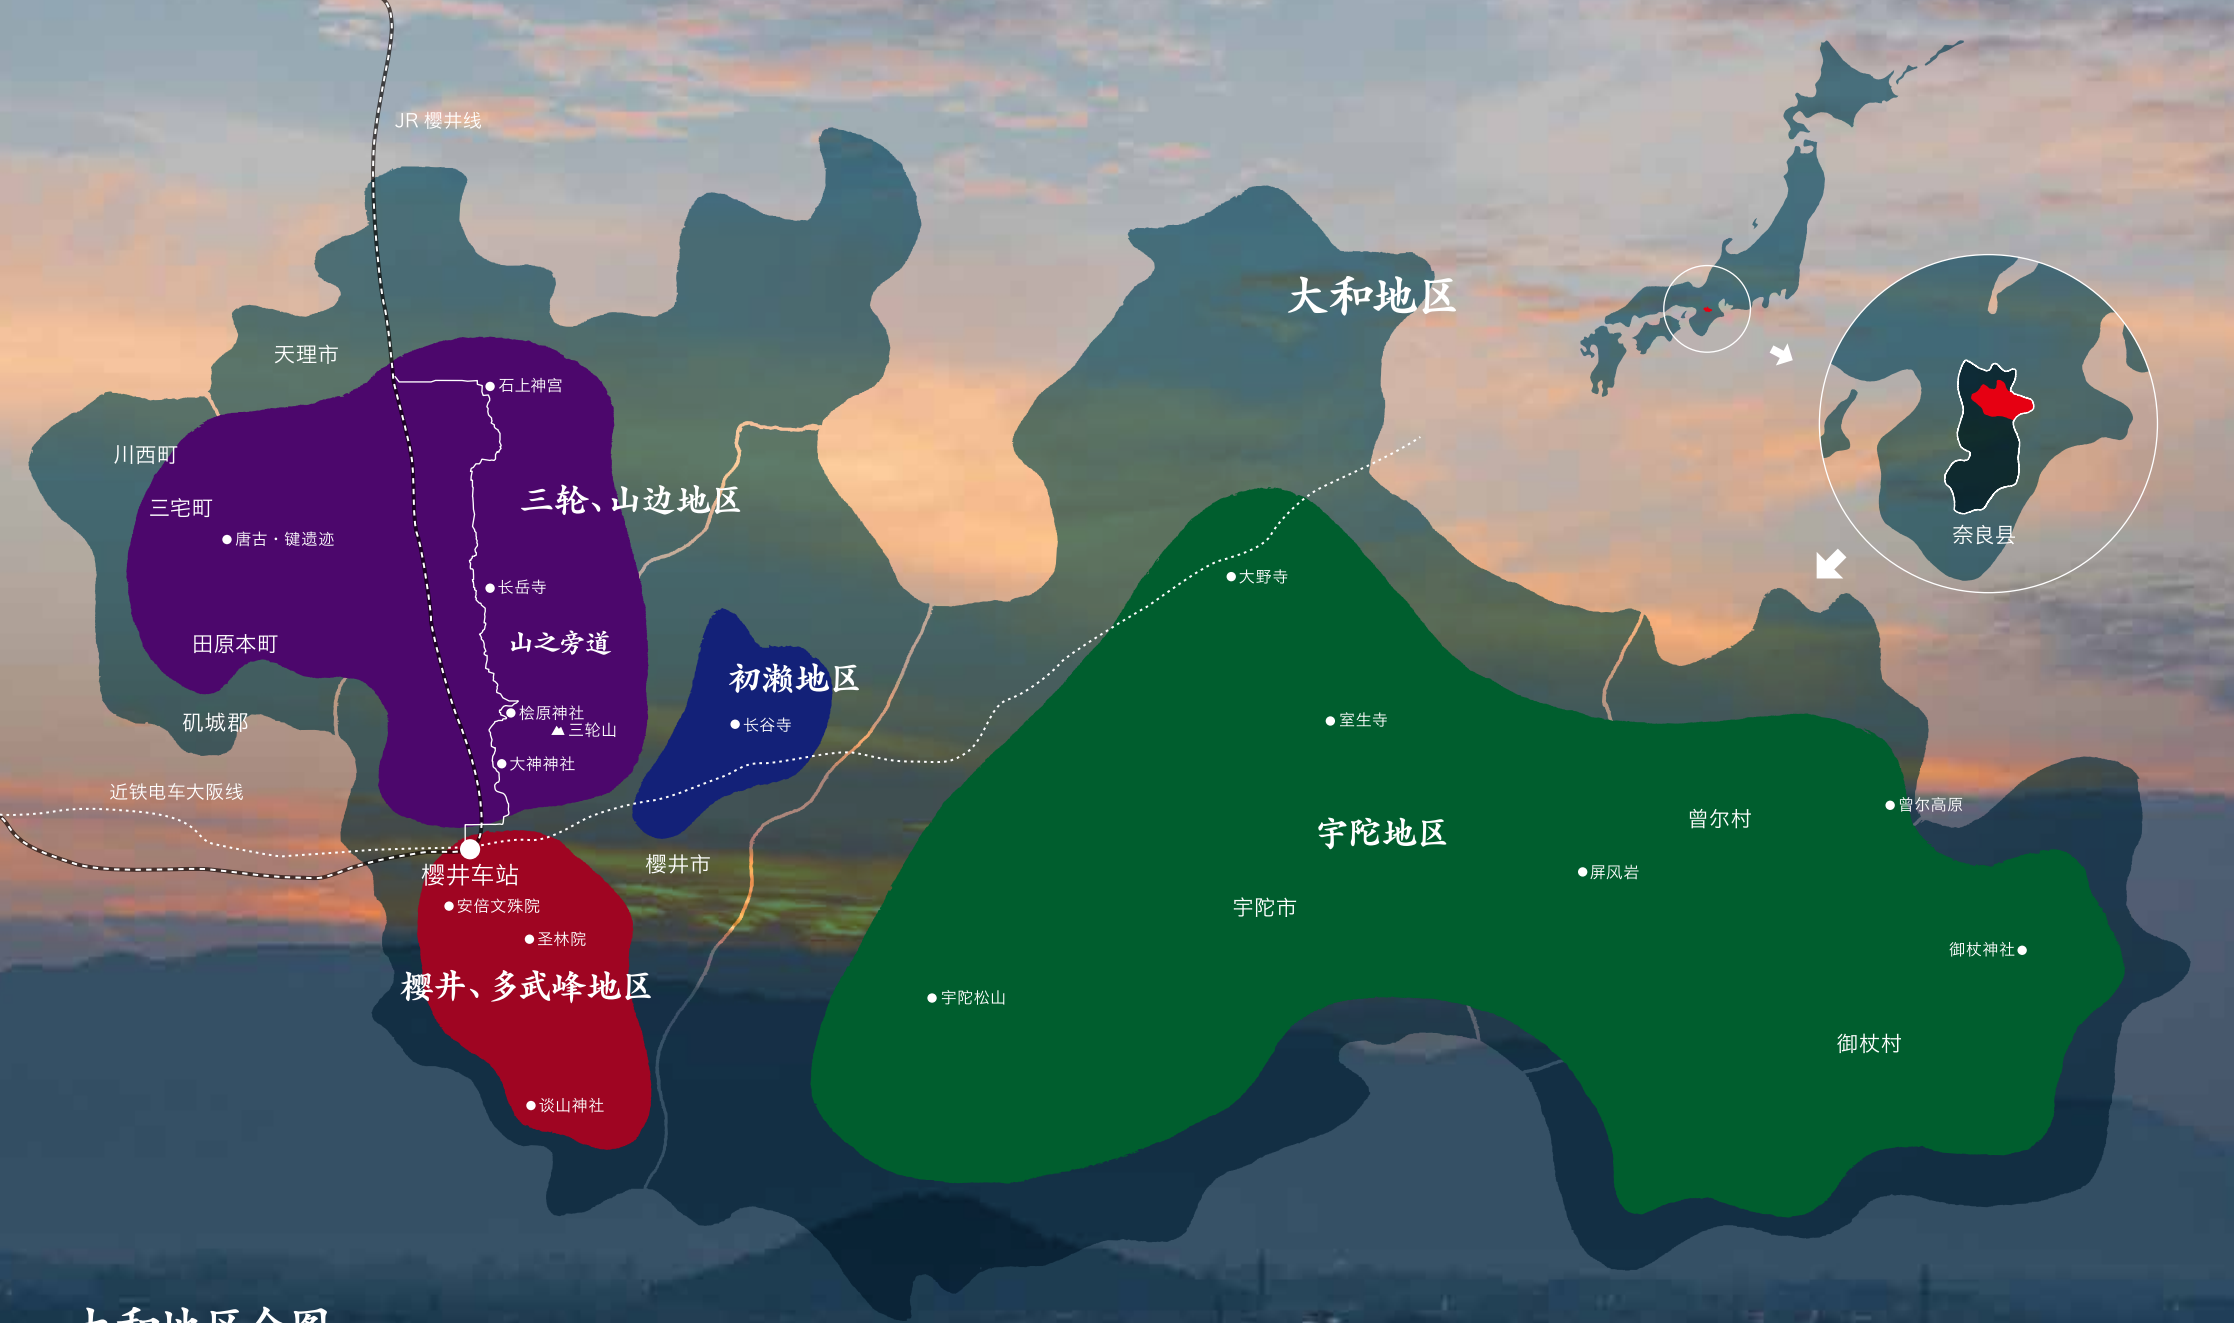 JR 樱井线
大和地区
天理市
石上神宫
川西町
三轮、山边地区
三宅町
唐古・键遗迹
奈良县
大野寺
长岳寺
山之旁道
田原本町
初濑地区
桧原神社
矶城郡
长谷寺
室生寺
三轮山
大神神社
近铁电车大阪线
曾尔高原
曾尔村
宇陀地区
樱井车站
樱井市
屏风岩
安倍文殊院
宇陀市
圣林院
御杖神社
樱井、多武峰地区
宇陀松山
御杖村
谈山神社
大和地区全图